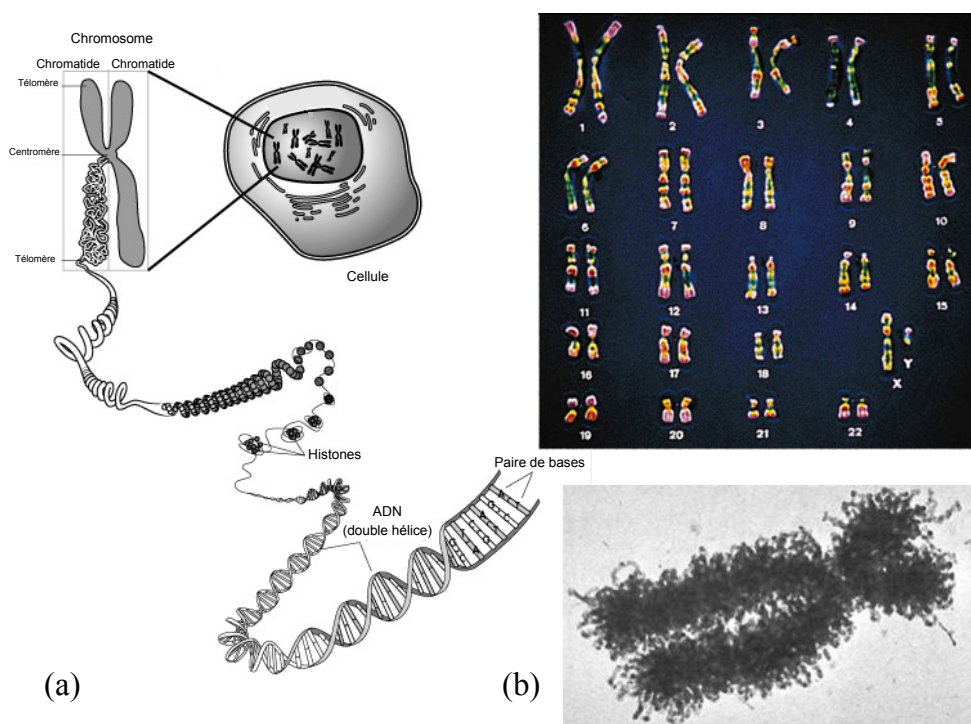 Chromosome
Chromatide Chromatide
Télomère
Centromère
Télomère
Cellule
Histones
ADN
(double hélice)
Paire de bases
(a)
1 2 3 4 5
6 7 8 9 10
11 12 13 14 15
16 17 18 X Y
19 20 21 22
(b)